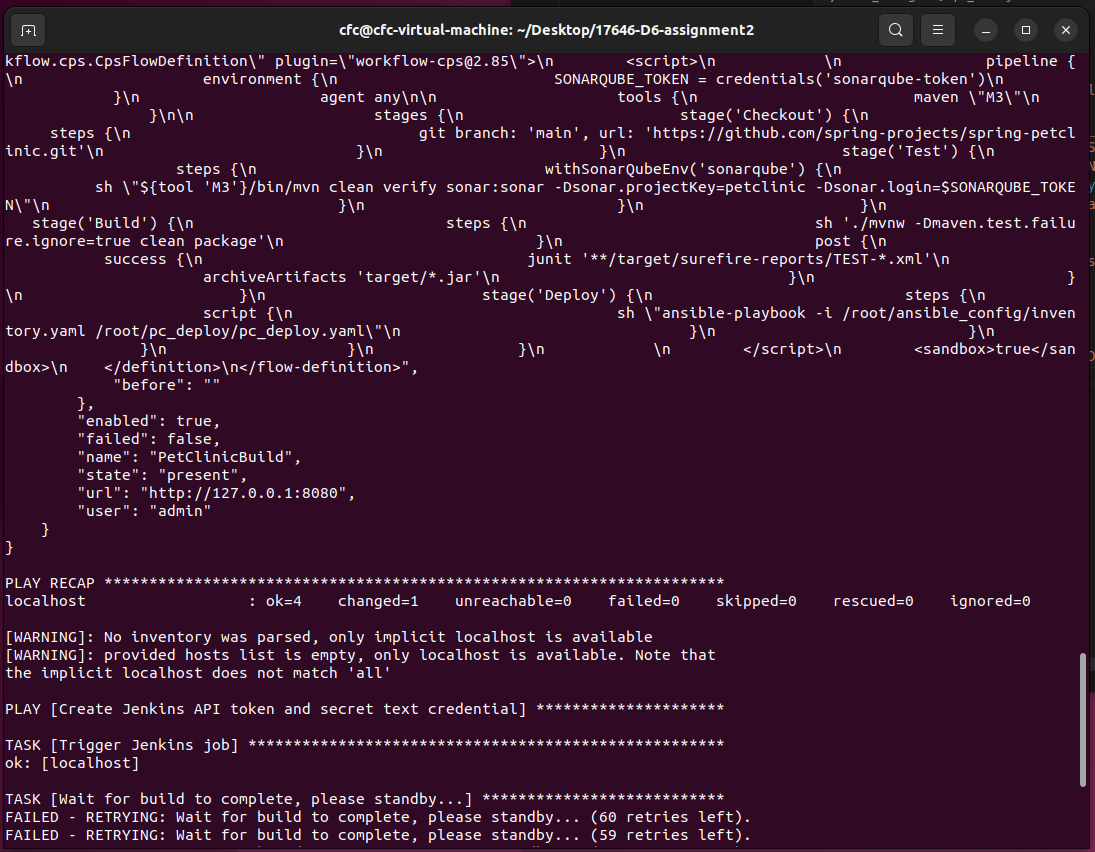 cfc@cfc-virtual-machine: ~/Desktop/17646-D6-assignment2
kflow.cps.CpsFlowDefinition\" plugin=\"workflow-cps@2.85\">\n        <script>\n            \n                pipeline {
\n                    environment {\n                        SONARQUBE_TOKEN = credentials('sonarqube-token')\n
            }\n                    agent any\n\n                    tools {\n                        maven \"M3\"\n
                }\n\n                    stages {\n                        stage('Checkout') {\n
     steps {\n                                git branch: 'main', url: 'https://github.com/spring-projects/spring-petcl
inic.git'\n                            }\n                        }\n                        stage('Test') {\n
                   steps {\n                                withSonarQubeEnv('sonarqube') {\n
          sh \"${tool 'M3'}/bin/mvn clean verify sonar:sonar -Dsonar.projectKey=petclinic -Dsonar.login=$SONARQUBE_TOKE
N\"\n                                }\n                            }\n                        }\n
   stage('Build') {\n                            steps {\n                                sh './mvnw -Dmaven.test.failu
re.ignore=true clean package'\n                            }\n                            post {\n
           success {\n                                    junit '**/target/surefire-reports/TEST-*.xml'\n
                      archiveArtifacts 'target/*.jar'\n                                }\n                            }
\n                        }\n                        stage('Deploy') {\n                            steps {\n
                      script {\n                                    sh \"ansible-playbook -i /root/ansible_config/inven
tory.yaml /root/pc_deploy/pc_deploy.yaml\"\n                                }\n                            }\n
               }\n                    }\n                }\n            \n        </script>\n        <sandbox>true</san
dbox>\n    </definition>\n</flow-definition>",
            "before": ""
        },
        "enabled": true,
        "failed": false,
        "name": "PetClinicBuild",
        "state": "present",
        "url": "http://127.0.0.1:8080",
        "user": "admin"
    }
}
PLAY RECAP *********************************************************************
localhost                  : ok=4    changed=1    unreachable=0    failed=0    skipped=0    rescued=0    ignored=0
[WARNING]: No inventory was parsed, only implicit localhost is available
[WARNING]: provided hosts list is empty, only localhost is available. Note that
the implicit localhost does not match 'all'
PLAY [Create Jenkins API token and secret text credential] *********************
TASK [Trigger Jenkins job] *****************************************************
ok: [localhost]
TASK [Wait for build to complete, please standby...] ***************************
FAILED - RETRYING: Wait for build to complete, please standby... (60 retries left).
FAILED - RETRYING: Wait for build to complete, please standby... (59 retries left).